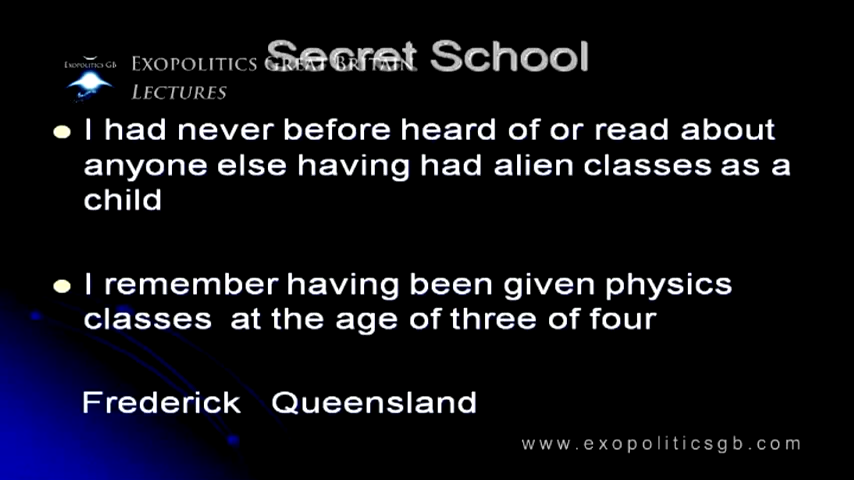 Secret School
EXOPOLITICS GB
EXOPOLITICS GREAT BRITAIN
LECTURES
I had never before heard of or read about
anyone else having had alien classes as a
child
I remember having been given physics
classes at the age of three of four
Frederick Queensland
www.exopoliticsgb.com